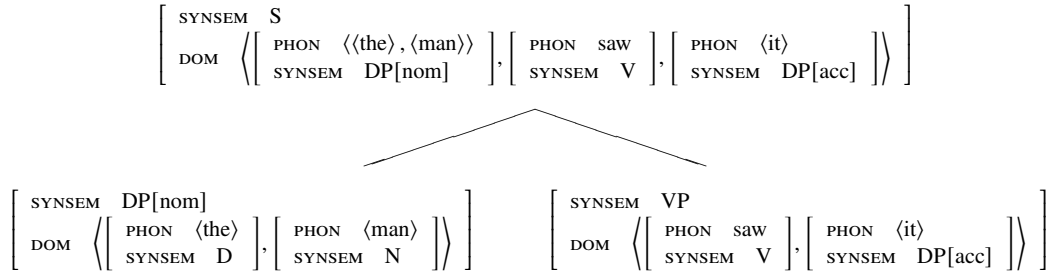 SYNSEM S
DOM ⟨[PHON ⟨⟨the⟩, ⟨man⟩⟩ SYNSEM DP[nom]], [PHON saw SYNSEM V], [PHON ⟨it⟩ SYNSEM DP[acc]]⟩
SYNSEM DP[nom]
DOM ⟨[PHON ⟨the⟩ SYNSEM D], [PHON ⟨man⟩ SYNSEM N]⟩
SYNSEM VP
DOM ⟨[PHON saw SYNSEM V], [PHON ⟨it⟩ SYNSEM DP[acc]]⟩